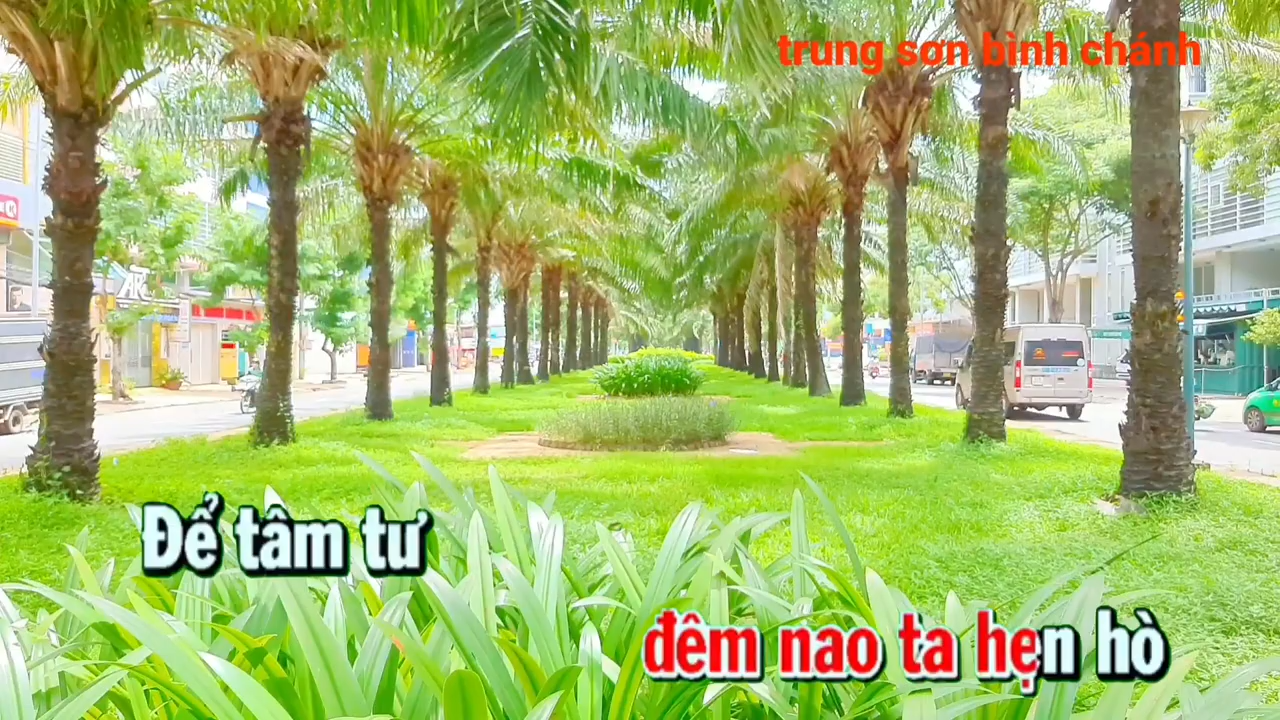 trung sơn bình chánh
Để tâm tư
đêm nao ta hẹn hò